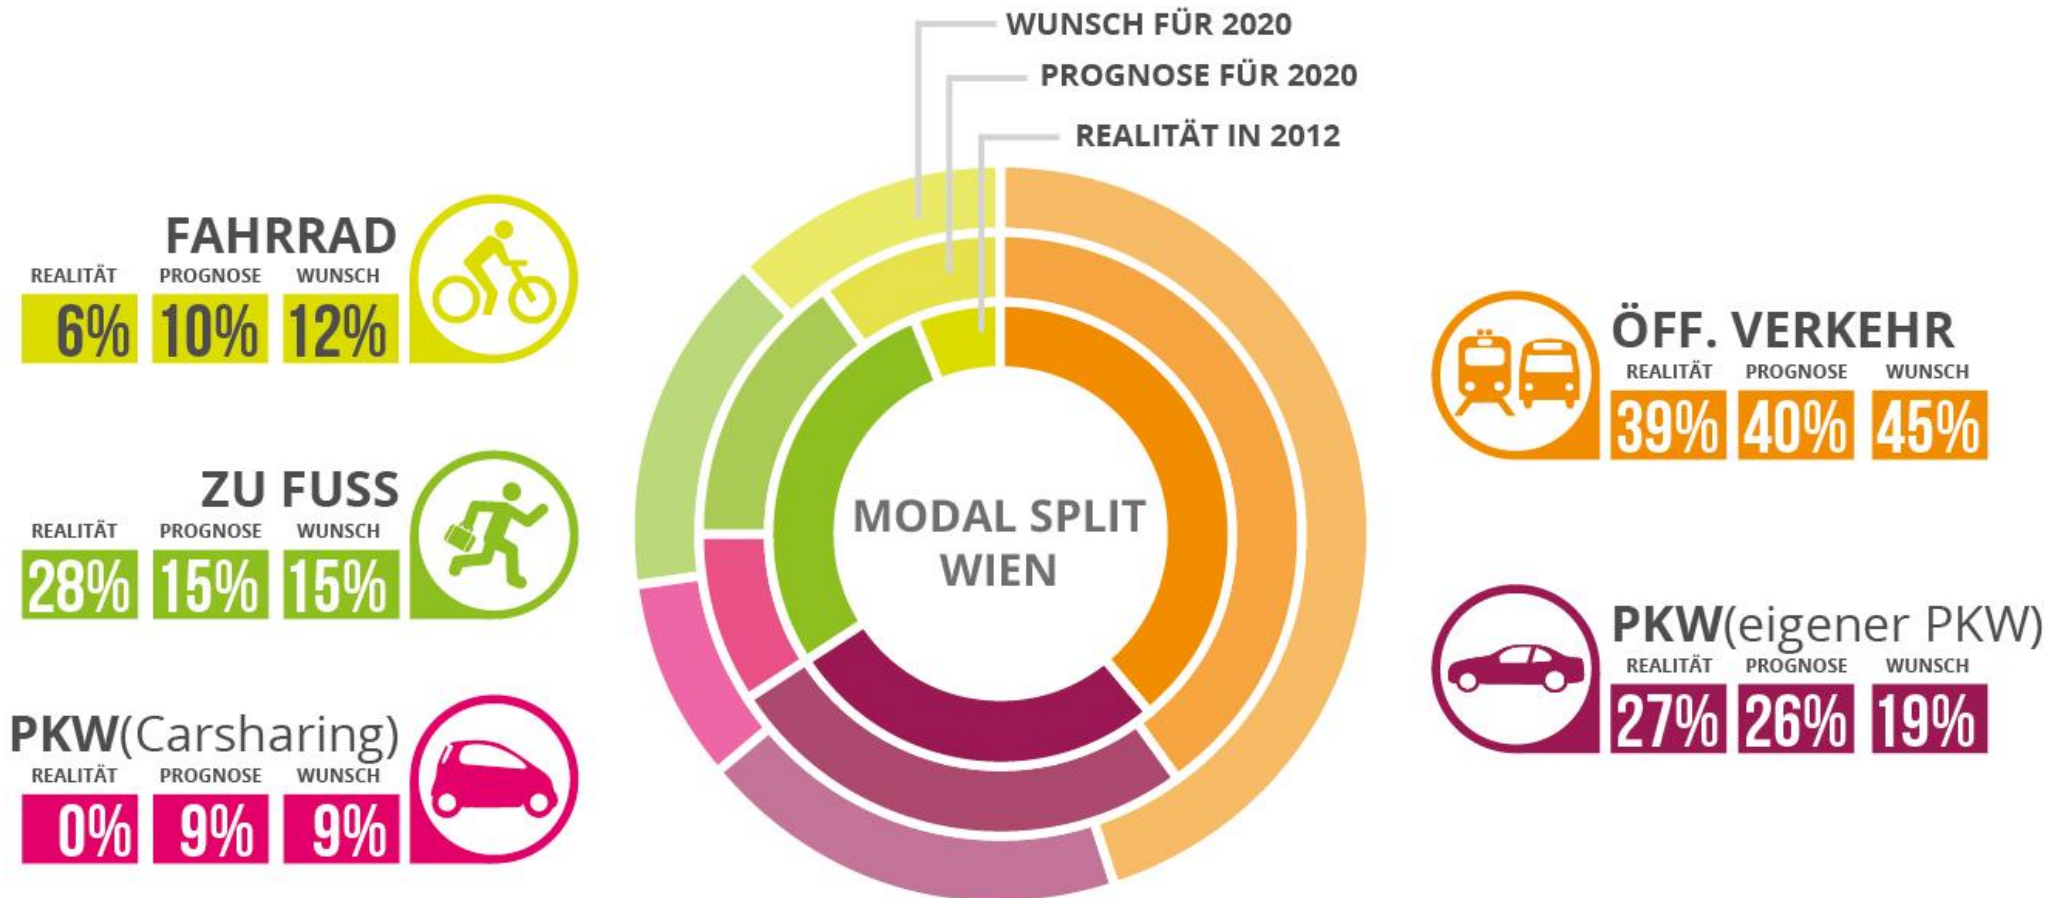 WUNSCH FÜR 2020
PROGNOSE FÜR 2020
REALITÄT IN 2012
FAHRRAD
REALITÄT PROGNOSE WUNSCH
6% 10% 12%
ZU FUSS
REALITÄT PROGNOSE WUNSCH
28% 15% 15%
PKW(Carsharing)
REALITÄT PROGNOSE WUNSCH
0% 9% 9%
MODAL SPLIT
WIEN
ÖFF. VERKEHR
REALITÄT PROGNOSE WUNSCH
39% 40% 45%
PKW(eigener PKW)
REALITÄT PROGNOSE WUNSCH
27% 26% 19%